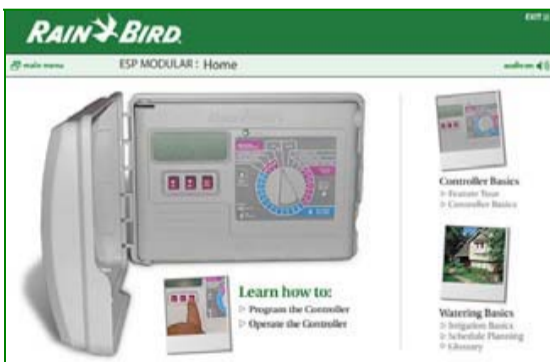 RAIN BIRD.
EXIT
main menu
ESP MODULAR : Home
audio on
Learn how to:
Program the Controller
Operate the Controller
Controller Basics
Feature Tour
Controller Basics
Watering Basics
Irrigation Basics
Schedule Planning
Glossary